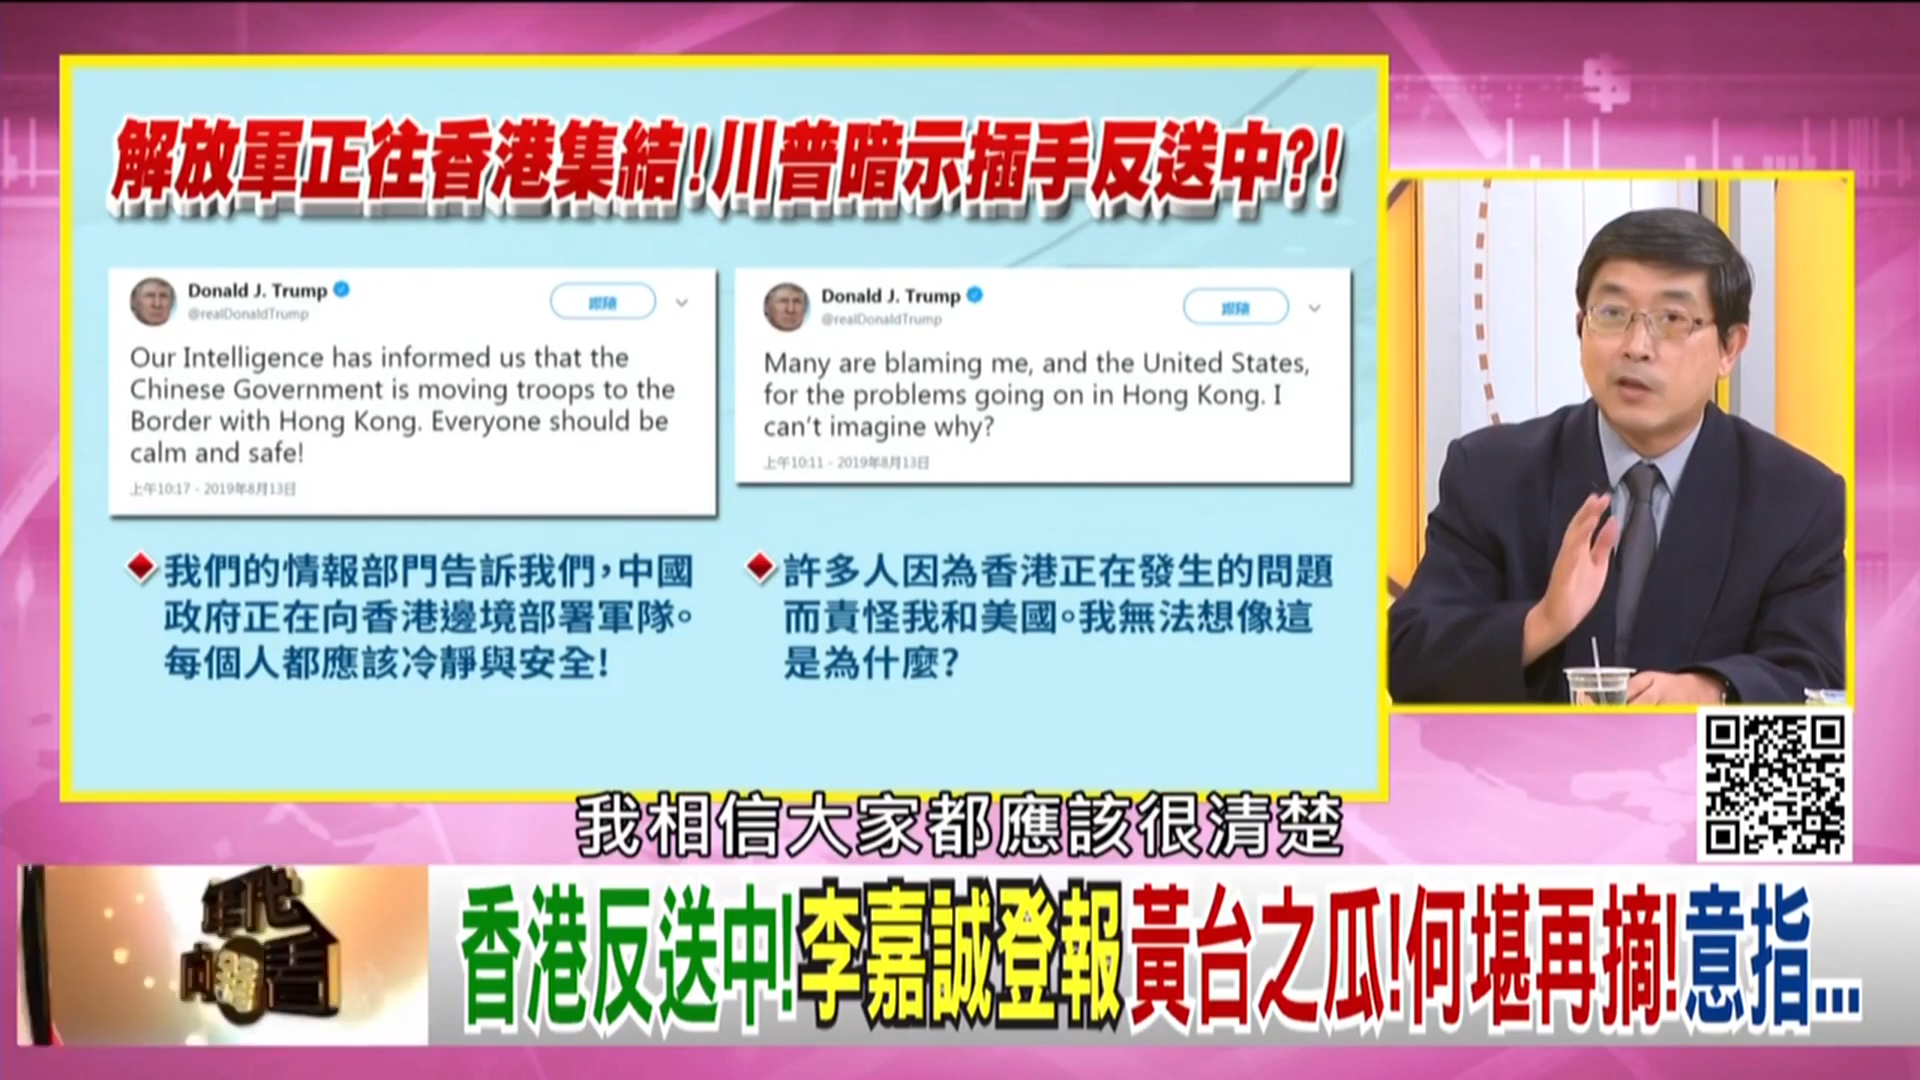 解放軍正往香港集結!川普暗示插手反送中?!
Donald J. Trump
@realDonaldTrump
跟隨
Our Intelligence has informed us that the
Chinese Government is moving troops to the
Border with Hong Kong. Everyone should be
calm and safe!
上午10:17 - 2019年8月13日
Donald J. Trump
@realDonaldTrump
跟隨
Many are blaming me, and the United States,
for the problems going on in Hong Kong. I
can't imagine why?
上午10:11 - 2019年8月13日
我們的情報部門告訴我們,中國
政府正在向香港邊境部署軍隊。
每個人都應該冷靜與安全!
許多人因為香港正在發生的問題
而責怪我和美國。我無法想像這
是為什麼?
我相信大家都應該很清楚
年代
向錢看
香港反送中!李嘉誠登報黃台之瓜!何堪再摘!意指...